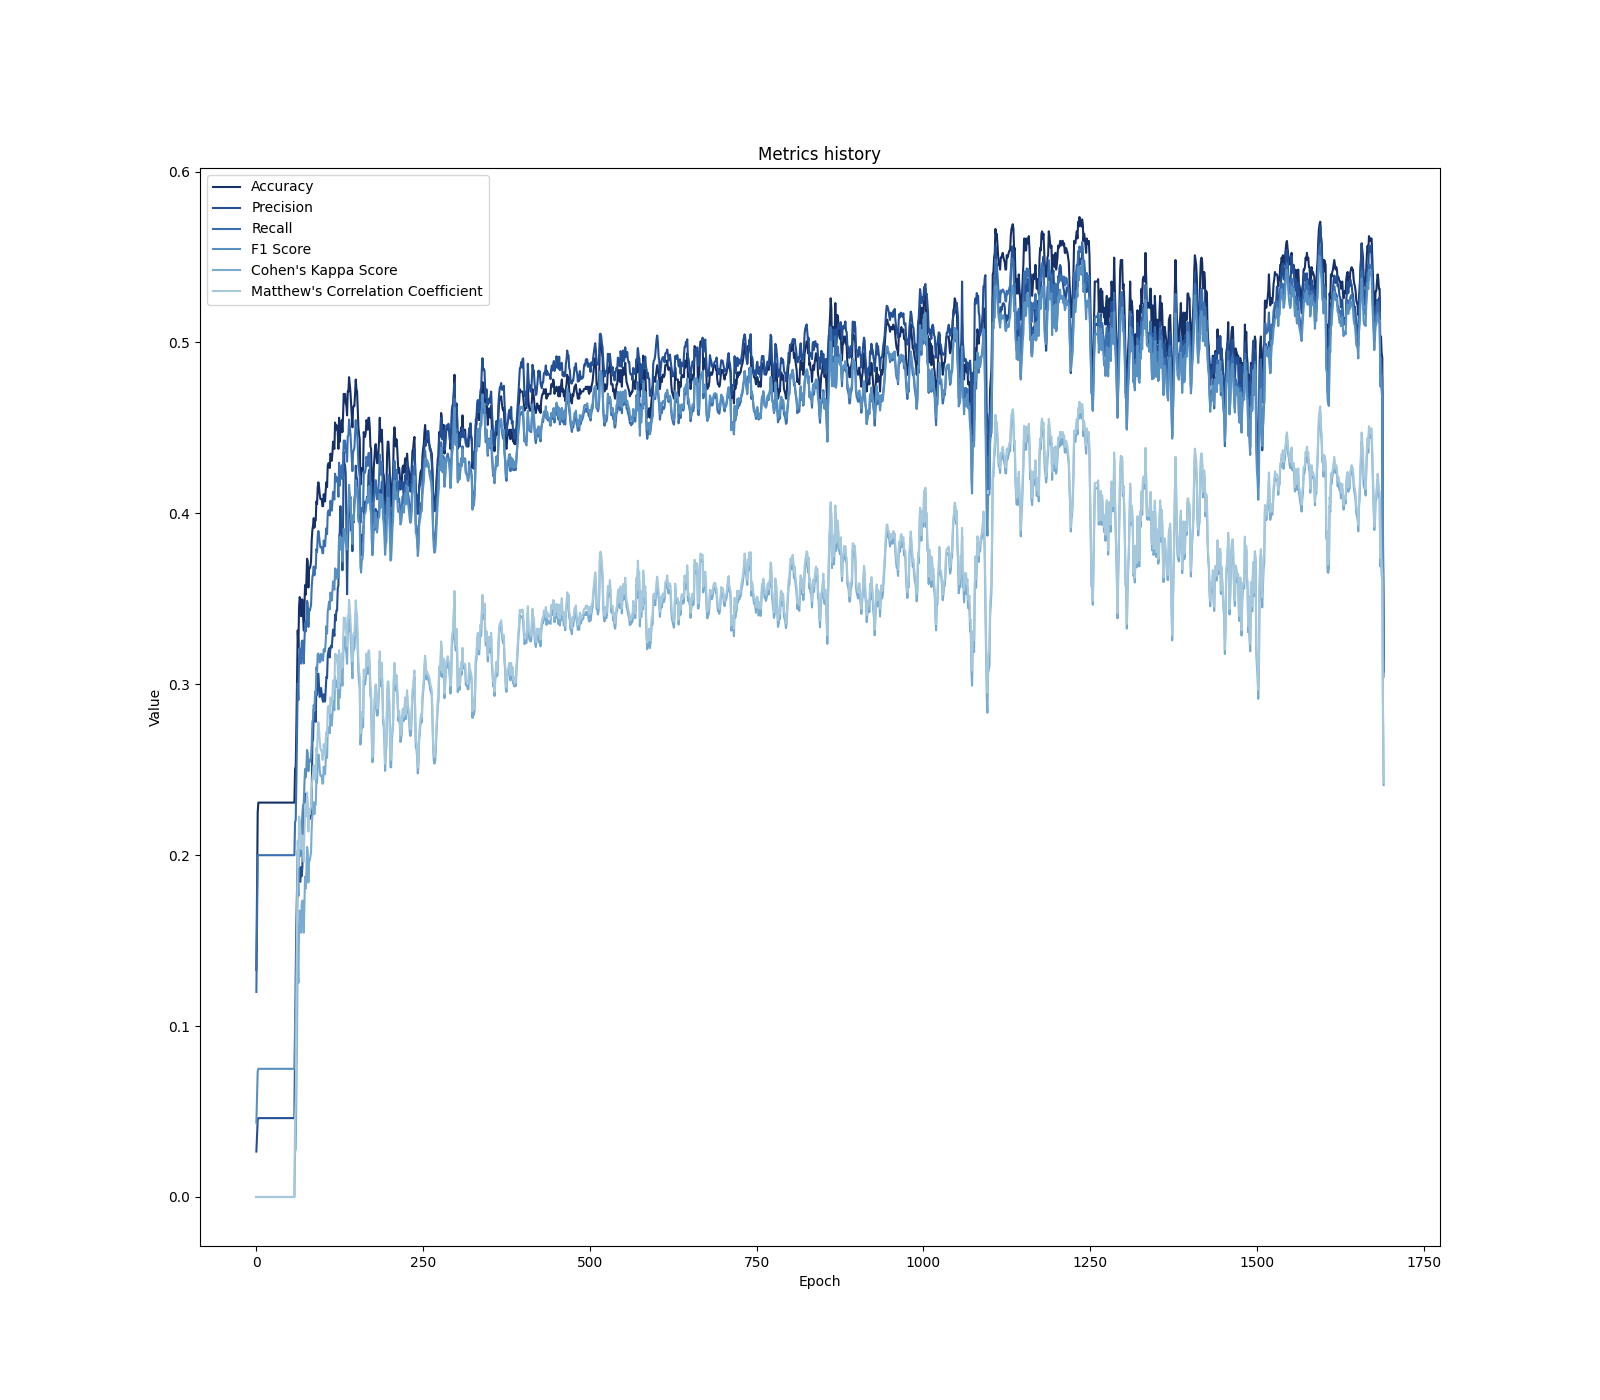 Metrics history
0.6
0.5
0.4
0.3
0.2
0.1
0.0
Value
Accuracy
Precision
Recall
F1 Score
Cohen's Kappa Score
Matthew's Correlation Coefficient
0 250 500 750 1000 1250 1500 1750
Epoch